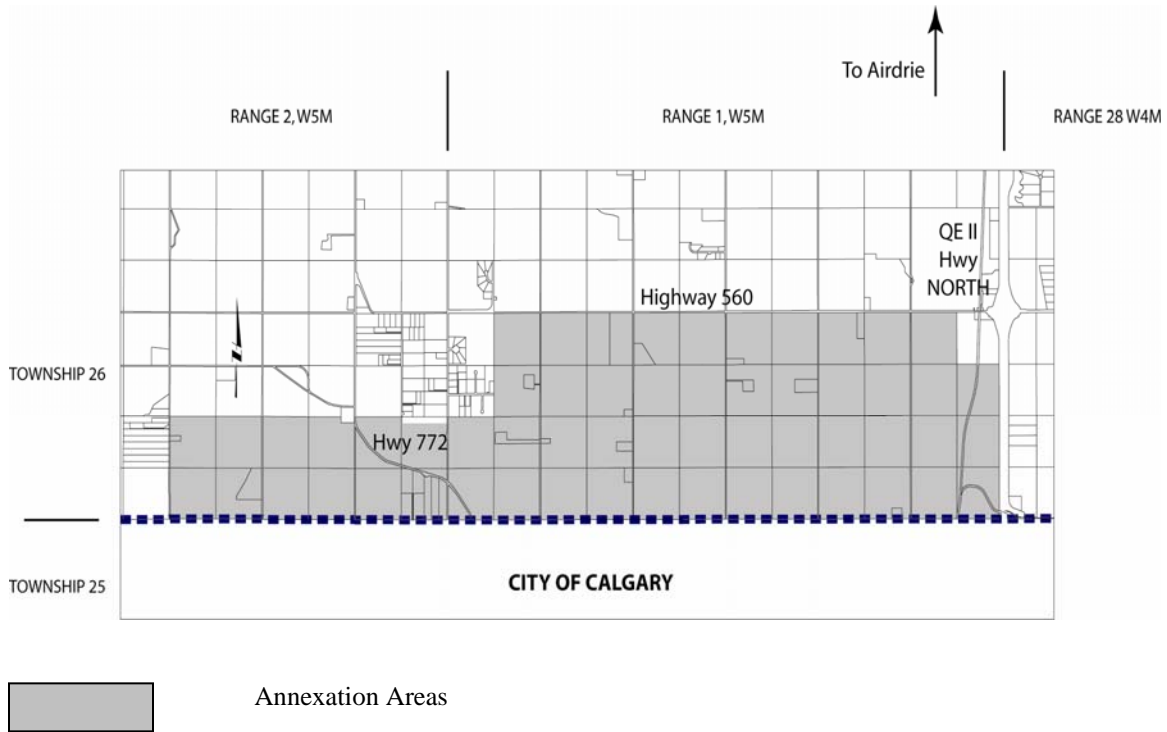 To Airdrie
RANGE 2, W5M
RANGE 1, W5M
RANGE 28 W4M
QE II
Hwy
NORTH
Highway 560
TOWNSHIP 26
Hwy 772
TOWNSHIP 25
CITY OF CALGARY
Annexation Areas